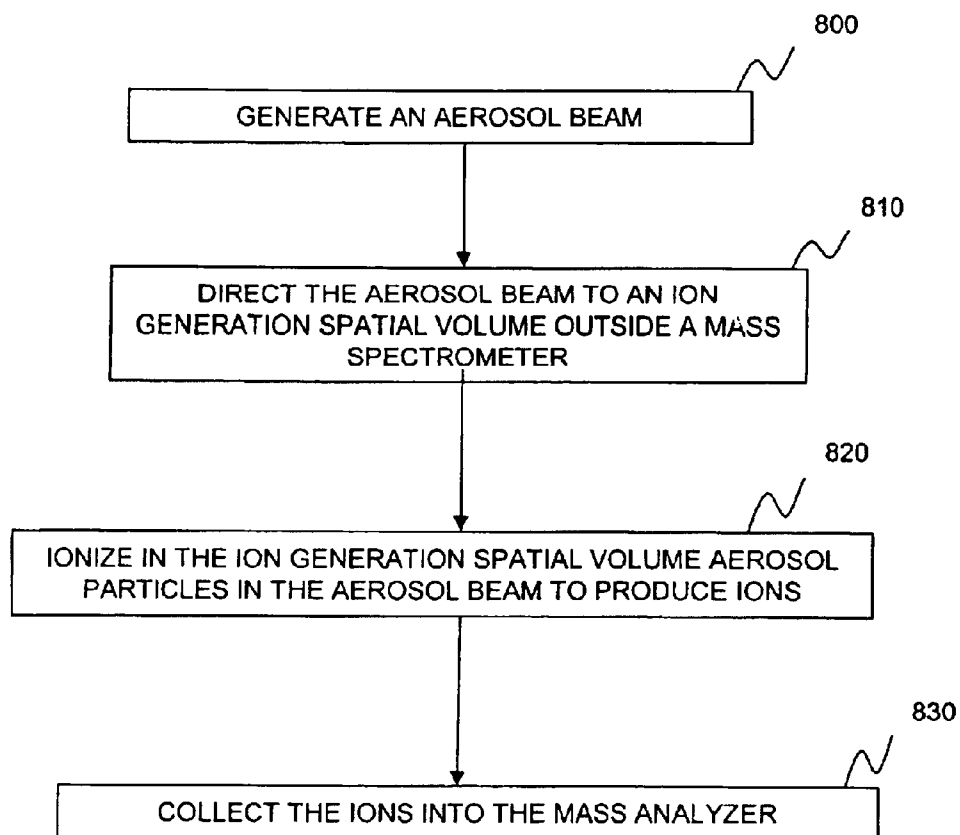 800
GENERATE AN AEROSOL BEAM
810
DIRECT THE AEROSOL BEAM TO AN ION
GENERATION SPATIAL VOLUME OUTSIDE A MASS
SPECTROMETER
820
IONIZE IN THE ION GENERATION SPATIAL VOLUME AEROSOL
PARTICLES IN THE AEROSOL BEAM TO PRODUCE IONS
830
COLLECT THE IONS INTO THE MASS ANALYZER